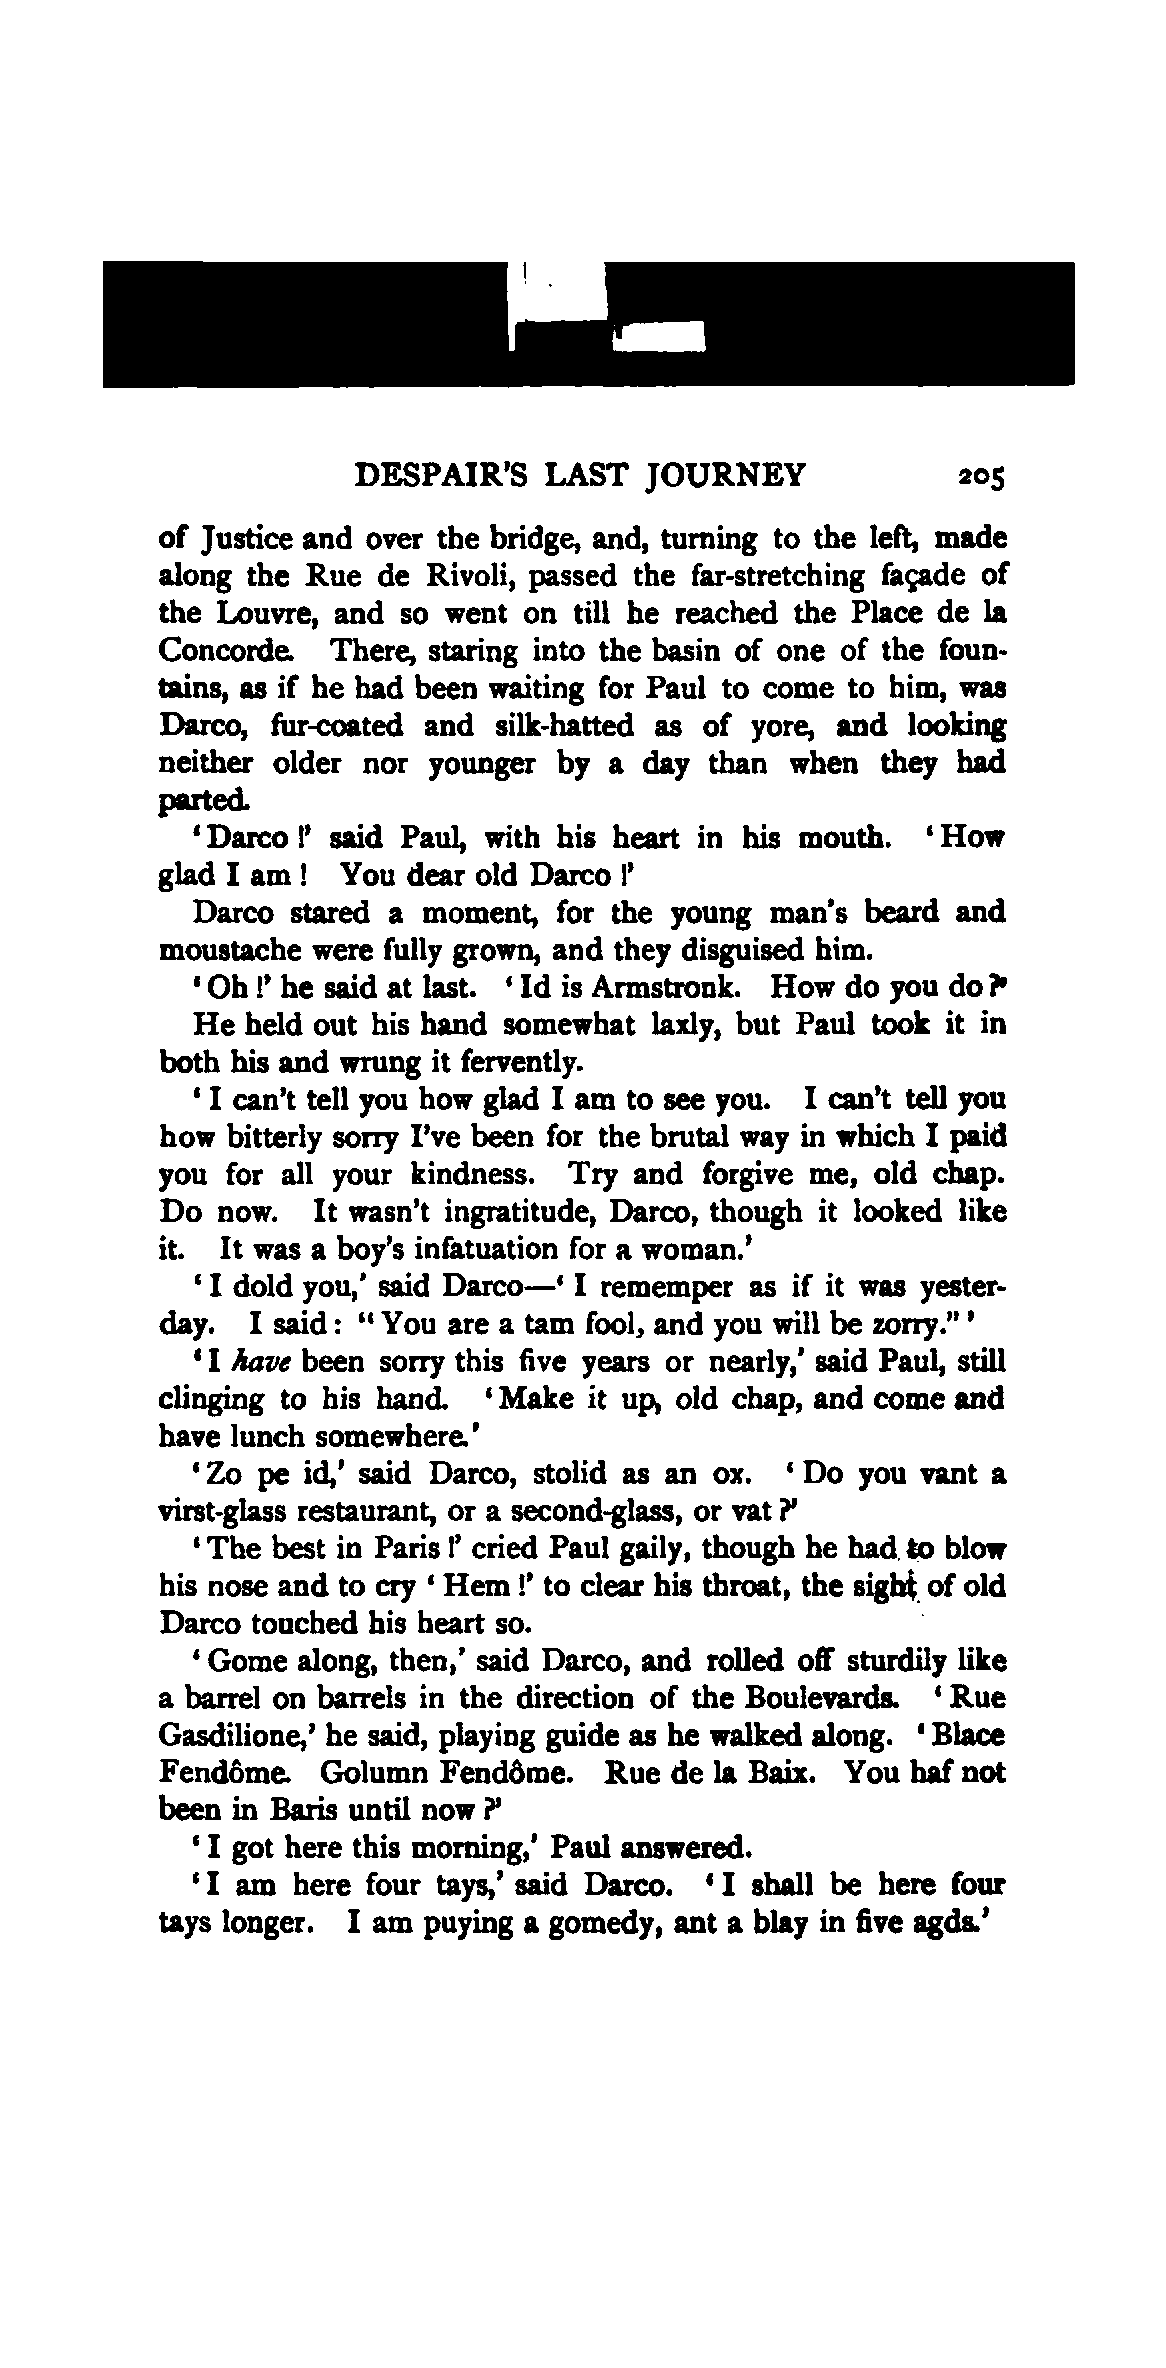 DESPAIR'S LAST JOURNEY 205
of Justice and over the bridge, and, turning to the left, made
along the Rue de Rivoli, passed the far-stretching façade of
the Louvre, and so went on till he reached the Place de la
Concorde. There, staring into the basin of one of the foun-
tains, as if he had been waiting for Paul to come to him, was
Darco, fur-coated and silk-hatted as of yore, and looking
neither older nor younger by a day than when they had
parted.
'Darco!' said Paul, with his heart in his mouth. 'How
glad I am! You dear old Darco!'
Darco stared a moment, for the young man's beard and
moustache were fully grown, and they disguised him.
'Oh!' he said at last. 'Id is Armstronk. How do you do?'
He held out his hand somewhat laxly, but Paul took it in
both his and wrung it fervently.
'I can't tell you how glad I am to see you. I can't tell you
how bitterly sorry I've been for the brutal way in which I paid
you for all your kindness. Try and forgive me, old chap.
Do now. It wasn't ingratitude, Darco, though it looked like
it. It was a boy's infatuation for a woman.'
'I dold you,' said Darco—'I rememper as if it was yester-
day. I said: "You are a tam fool, and you will be zorry."'
'I have been sorry this five years or nearly,' said Paul, still
clinging to his hand. 'Make it up, old chap, and come and
have lunch somewhere.'
'Zo pe id,' said Darco, stolid as an ox. 'Do you vant a
virst-glass restaurant, or a second-glass, or vat?'
'The best in Paris!' cried Paul gaily, though he had to blow
his nose and to cry 'Hem!' to clear his throat, the sight of old
Darco touched his heart so.
'Gome along, then,' said Darco, and rolled off sturdily like
a barrel on barrels in the direction of the Boulevards. 'Rue
Gasdilione,' he said, playing guide as he walked along. 'Blace
Fendôme. Golumn Fendôme. Rue de la Baix. You haf not
been in Baris until now?'
'I got here this morning,' Paul answered.
'I am here four tays,' said Darco. 'I shall be here four
tays longer. I am puying a gomedy, ant a blay in five agds.'